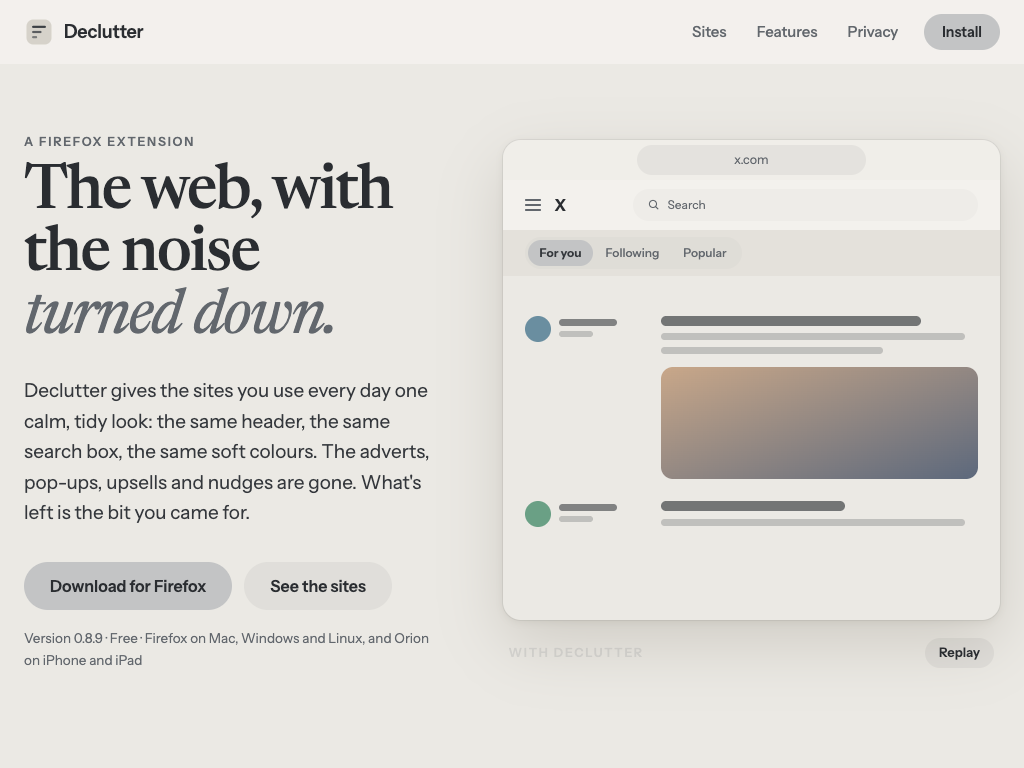 Declutter
Sites
Features
Privacy
Install
A FIREFOX EXTENSION
The web, with
the noise
turned down.
Declutter gives the sites you use every day one
calm, tidy look: the same header, the same
search box, the same soft colours. The adverts,
pop-ups, upsells and nudges are gone. What's
left is the bit you came for.
Download for Firefox
See the sites
Version 0.8.9 · Free · Firefox on Mac, Windows and Linux, and Orion
on iPhone and iPad
x.com
X
Search
For you
Following
Popular
WITH DECLUTTER
Replay